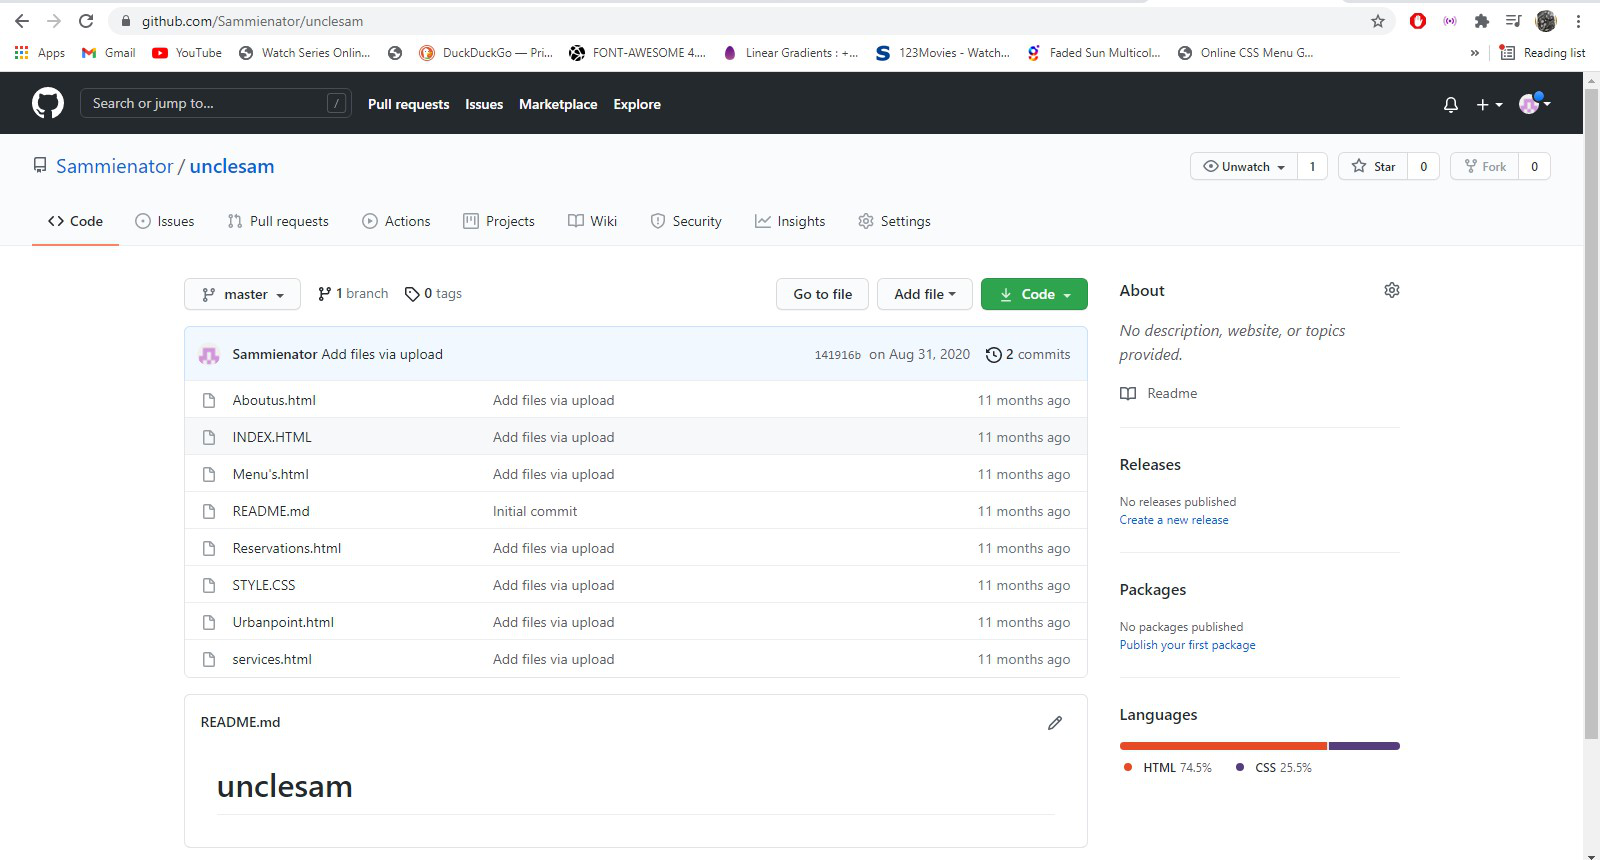 github.com/Sammienator/unclesam
Apps Gmail YouTube Watch Series Onlin... DuckDuckGo — Pri... FONT-AWESOME 4.... Linear Gradients : +... 123Movies - Watch... Faded Sun Multicol... Online CSS Menu G... » Reading list
Search or jump to... / Pull requests Issues Marketplace Explore
Sammienator / unclesam Unwatch 1 Star 0 Fork 0
Code Issues Pull requests Actions Projects Wiki Security Insights Settings
master 1 branch 0 tags Go to file Add file Code
Sammienator Add files via upload 141916b on Aug 31, 2020 2 commits
Aboutus.html Add files via upload 11 months ago
INDEX.HTML Add files via upload 11 months ago
Menu's.html Add files via upload 11 months ago
README.md Initial commit 11 months ago
Reservations.html Add files via upload 11 months ago
STYLE.CSS Add files via upload 11 months ago
Urbanpoint.html Add files via upload 11 months ago
services.html Add files via upload 11 months ago
README.md
unclesam
About
No description, website, or topics
provided.
Readme
Releases
No releases published
Create a new release
Packages
No packages published
Publish your first package
Languages
HTML 74.5% CSS 25.5%